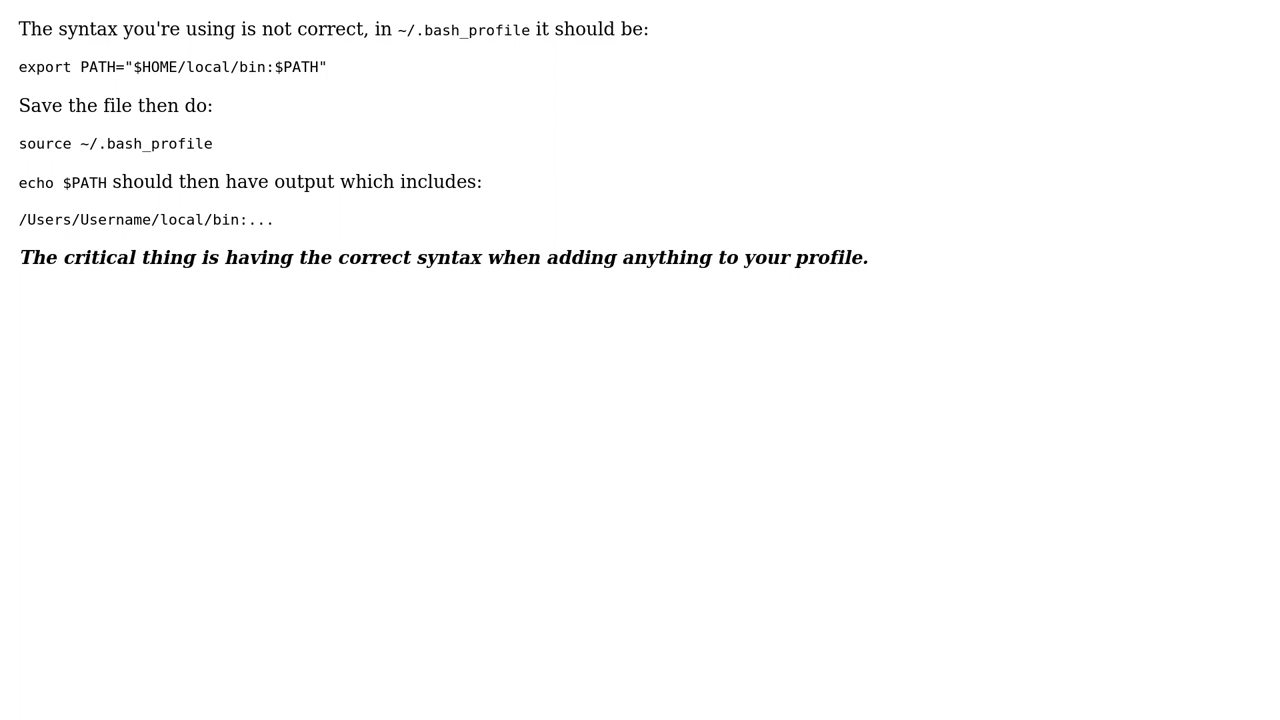 The syntax you're using is not correct, in ~/.bash_profile it should be:
export PATH="$HOME/local/bin:$PATH"
Save the file then do:
source ~/.bash_profile
echo $PATH should then have output which includes:
/Users/Username/local/bin:...
The critical thing is having the correct syntax when adding anything to your profile.